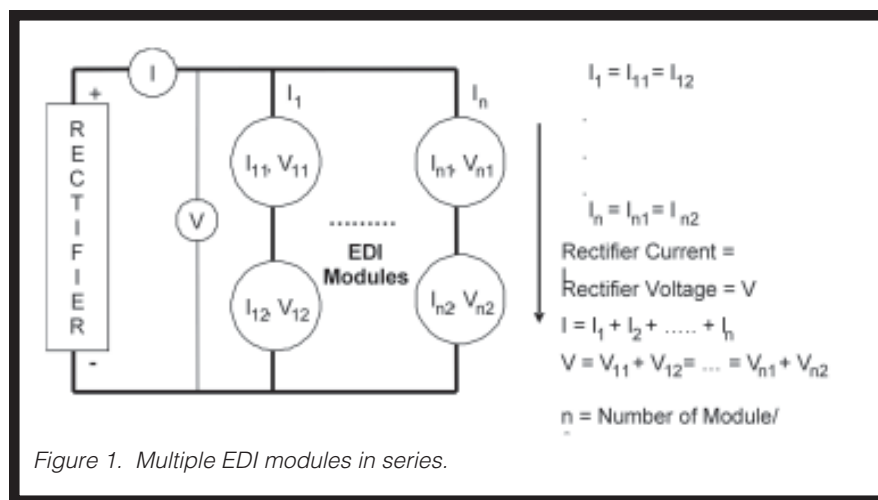 I
+
RECTIFIER
-
V
I1
In
I11, V11
In1, Vn1
.........
EDI
Modules
I12, V12
In2, Vn2
I1 = I11 = I12
.
.
.
In = In1 = In2
Rectifier Current =
Rectifier Voltage = V
I = I1 + I2 + ..... + In
V = V11 + V12 = ... = Vn1 + Vn2
n = Number of Module/
Figure 1. Multiple EDI modules in series.